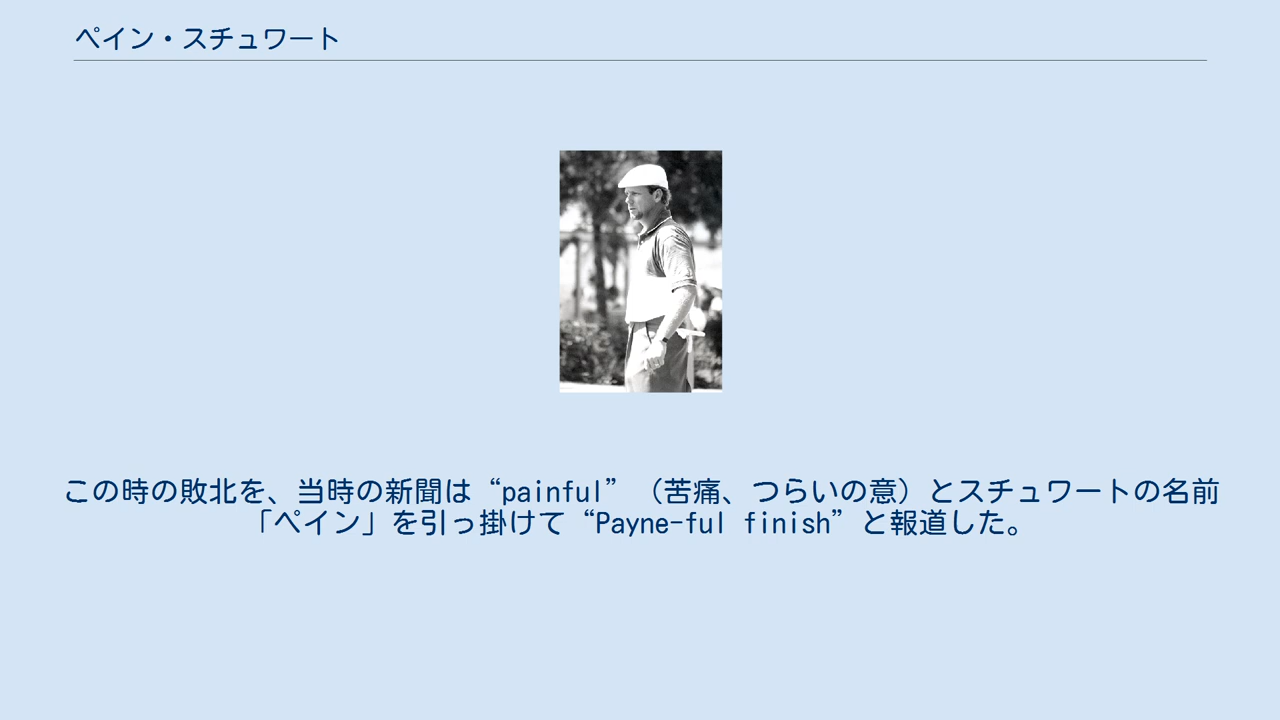 ペイン・スチュワート
この時の敗北を、当時の新聞は“painful”（苦痛、つらいの意）とスチュワートの名前
「ペイン」を引っ掛けて“Payne-ful finish”と報道した。